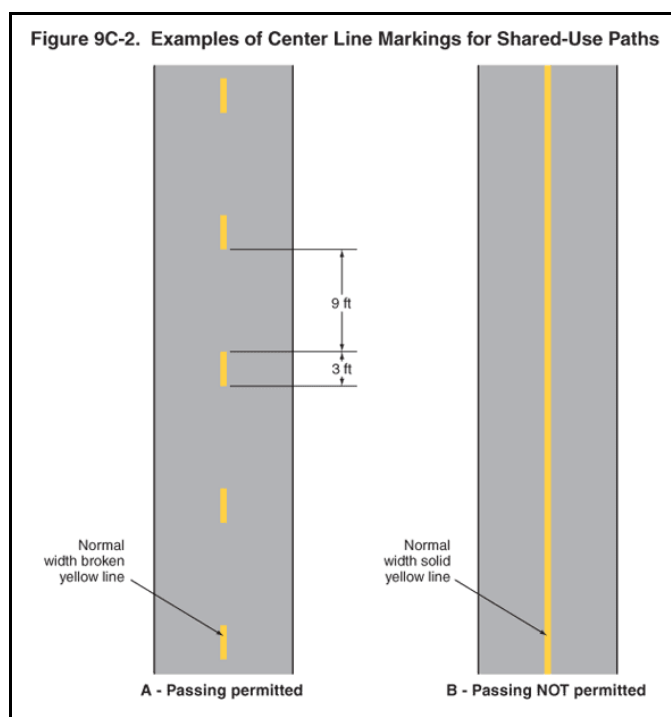 Figure 9C-2. Examples of Center Line Markings for Shared-Use Paths
9 ft
3 ft
Normal
width broken
yellow line
Normal
width solid
yellow line
A - Passing permitted
B - Passing NOT permitted